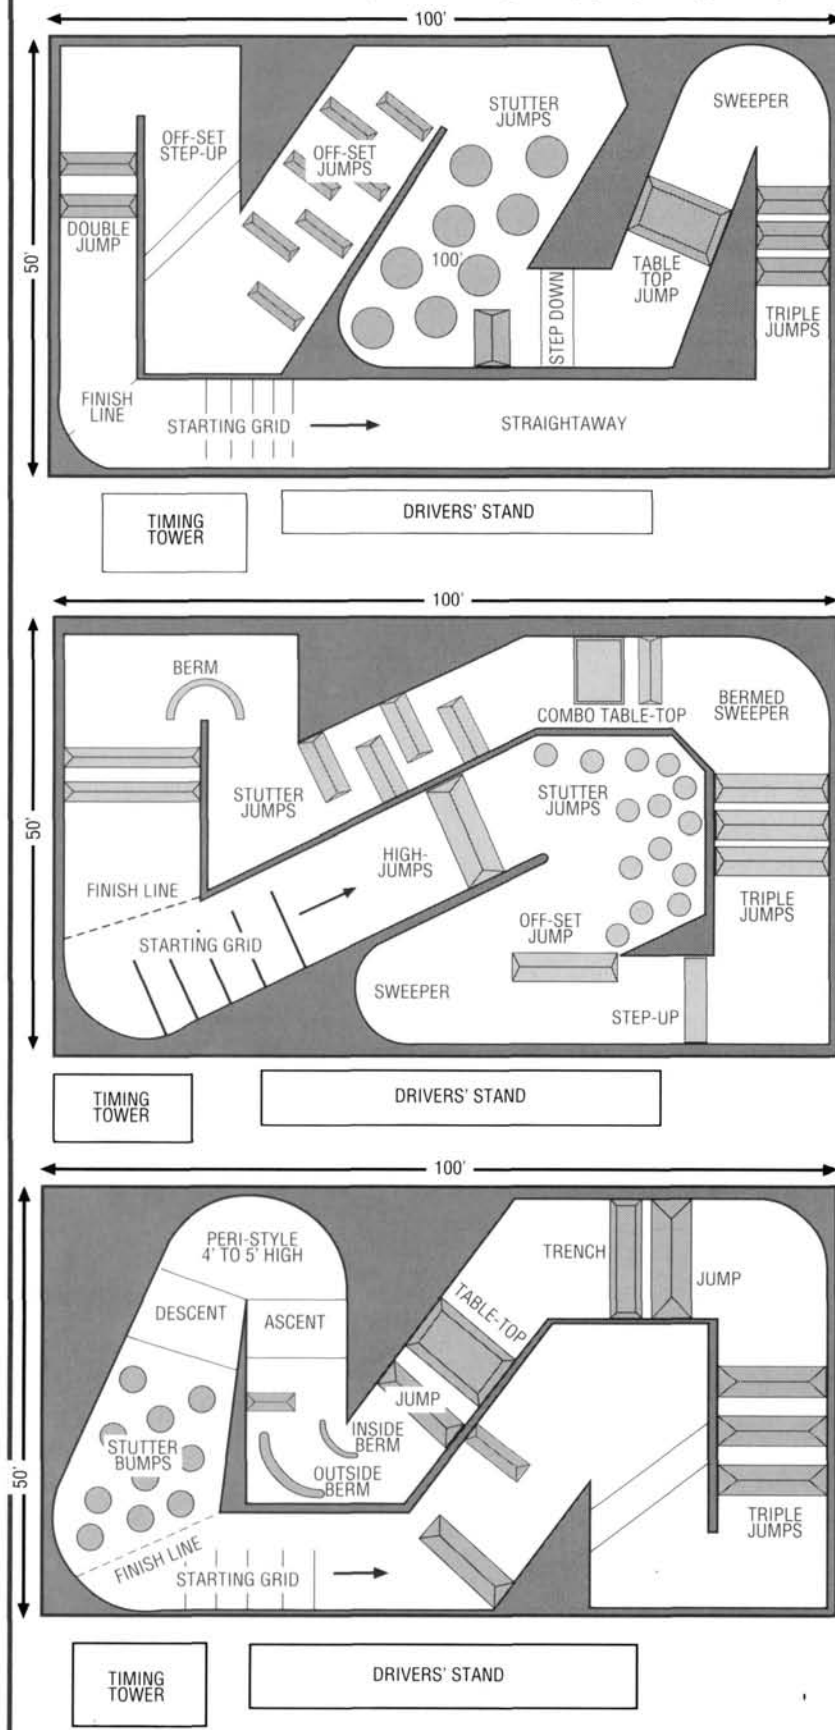 100'
50'
OFF-SET
STEP-UP
OFF-SET
JUMPS
STUTTER
JUMPS
SWEEPER
DOUBLE
JUMP
100'
STEP DOWN
TABLE
TOP
JUMP
TRIPLE
JUMPS
FINISH
LINE
STARTING GRID
STRAIGHTAWAY
TIMING
TOWER
DRIVERS' STAND
100'
50'
BERM
COMBO TABLE-TOP
BERMED
SWEEPER
STUTTER
JUMPS
STUTTER
JUMPS
HIGH-
JUMPS
FINISH LINE
STARTING GRID
OFF-SET
JUMP
TRIPLE
JUMPS
SWEEPER
STEP-UP
TIMING
TOWER
DRIVERS' STAND
100'
50'
PERI-STYLE
4' TO 5' HIGH
TRENCH
JUMP
DESCENT
ASCENT
TABLE-TOP
JUMP
STUTTER
BUMPS
INSIDE
BERM
OUTSIDE
BERM
TRIPLE
JUMPS
FINISH LINE
STARTING GRID
TIMING
TOWER
DRIVERS' STAND